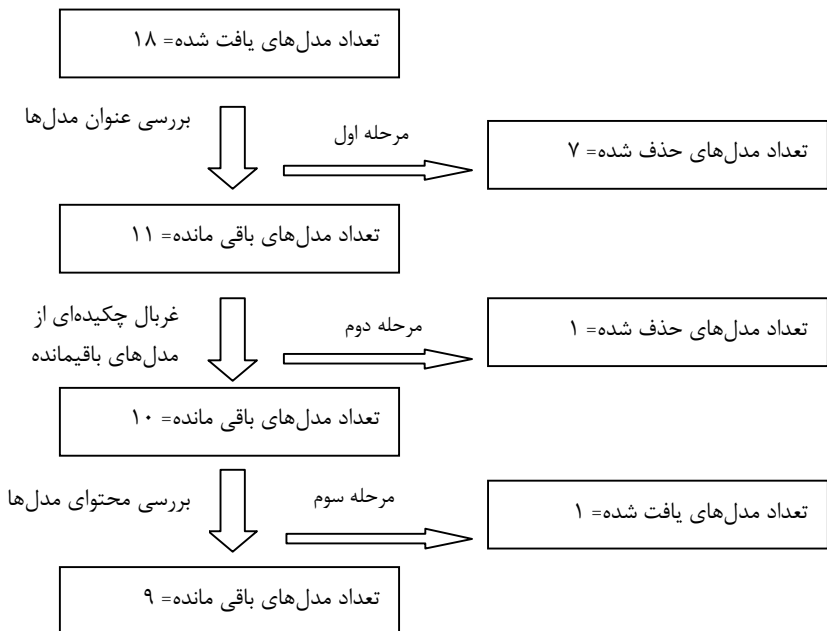 تعداد مدل‌های یافت شده= ۱۸
بررسی عنوان مدل‌ها
مرحله اول
تعداد مدل‌های حذف شده= ۷
تعداد مدل‌های باقی مانده= ۱۱
غربال چکیده‌ای از
مدل‌های باقیمانده
مرحله دوم
تعداد مدل‌های حذف شده= ۱
تعداد مدل‌های باقی مانده= ۱۰
بررسی محتوای مدل‌ها
مرحله سوم
تعداد مدل‌های یافت شده= ۱
تعداد مدل‌های باقی مانده= ۹